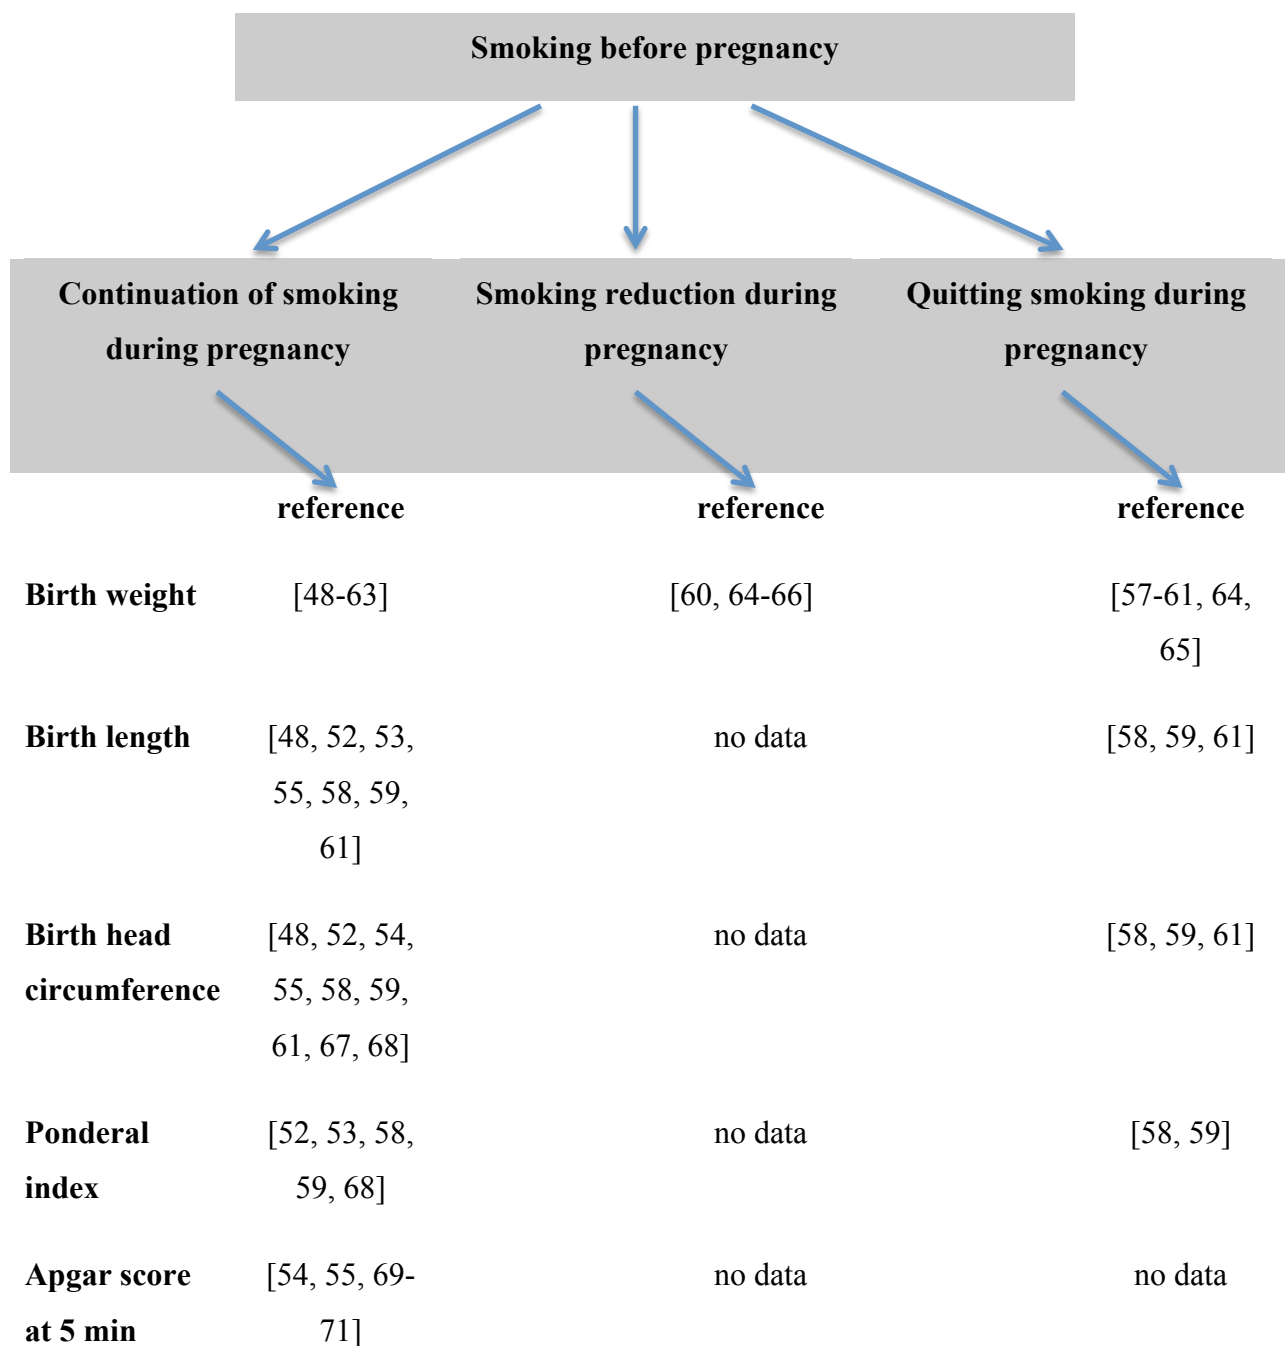 Smoking before pregnancy
Continuation of smoking
during pregnancy
Smoking reduction during
pregnancy
Quitting smoking during
pregnancy
reference reference reference
Birth weight [48-63] [60, 64-66] [57-61, 64,
65]
Birth length [48, 52, 53, no data [58, 59, 61]
55, 58, 59,
61]
Birth head [48, 52, 54, no data [58, 59, 61]
circumference 55, 58, 59,
61, 67, 68]
Ponderal [52, 53, 58, no data [58, 59]
index 59, 68]
Apgar score [54, 55, 69- no data no data
at 5 min 71]